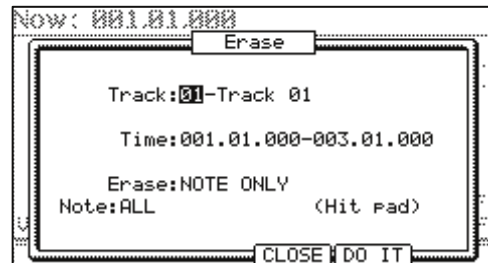 Now: 001.01.000
Erase
Track:01-Track 01
Time:001.01.000-003.01.000
Erase:NOTE ONLY
Note:ALL (Hit pad)
CLOSE DO IT